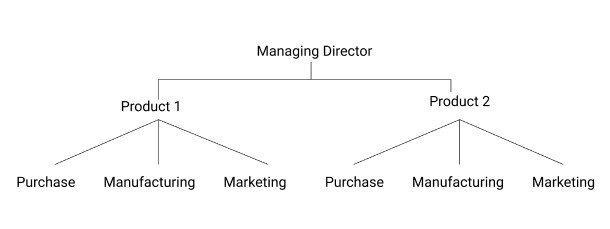 Managing Director
Product 1
Product 2
Purchase
Manufacturing
Marketing
Purchase
Manufacturing
Marketing